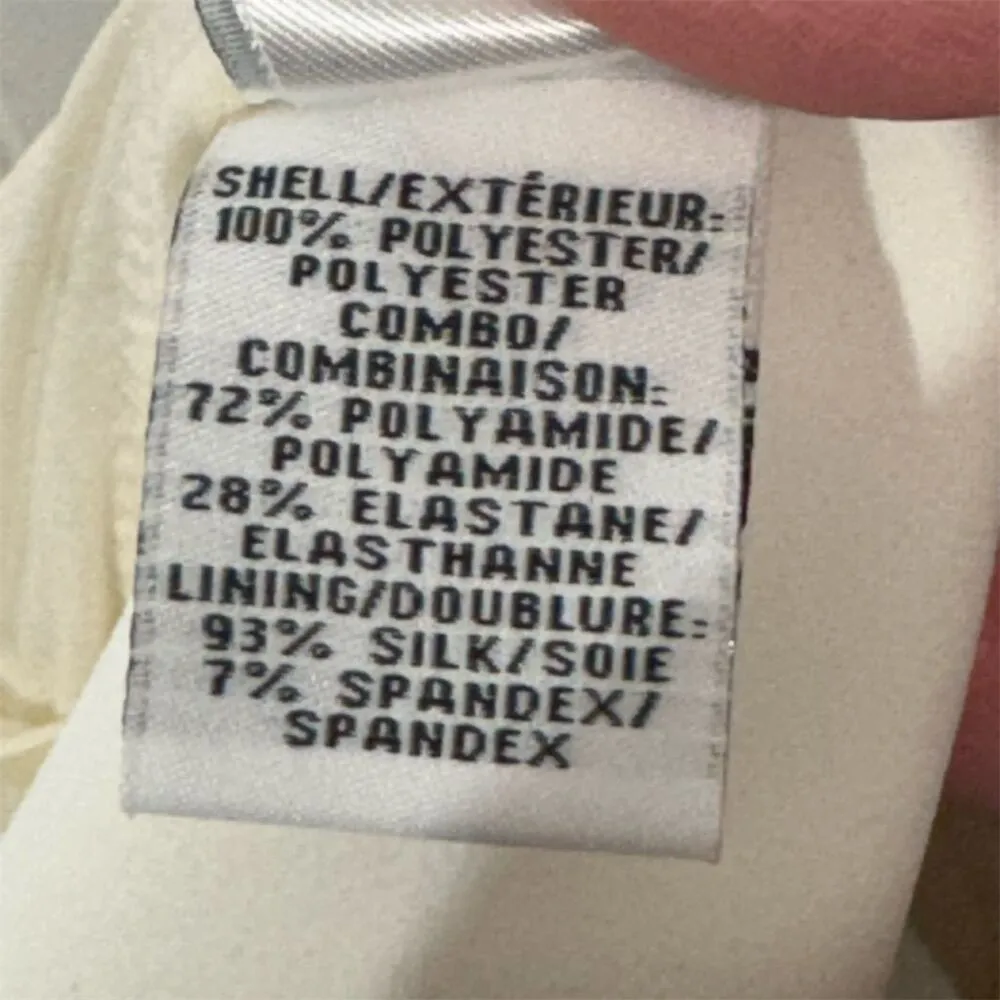 SHELL/EXTÉRIEUR:
100% POLYESTER/
POLYESTER
COMBO/
COMBINAISON:
72% POLYAMIDE/
POLYAMIDE
28% ELASTANE/
ELASTHANNE
LINING/DOUBLURE:
93% SILK/SOIE
7% SPANDEX/
SPANDEX